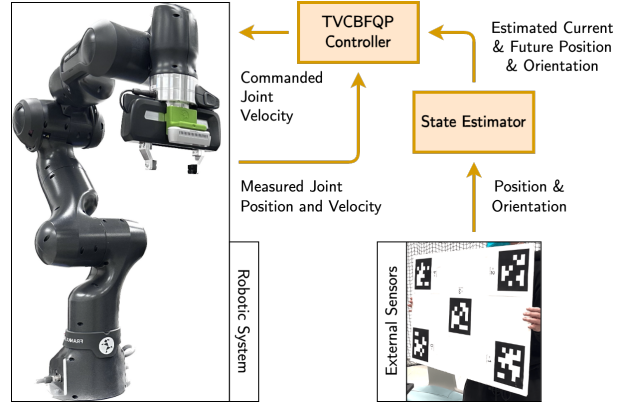 TVCBFQP
Controller
Estimated Current
& Future Position
& Orientation
Commanded
Joint
Velocity
State Estimator
Measured Joint
Position and Velocity
Position &
Orientation
Robotic System
External Sensors